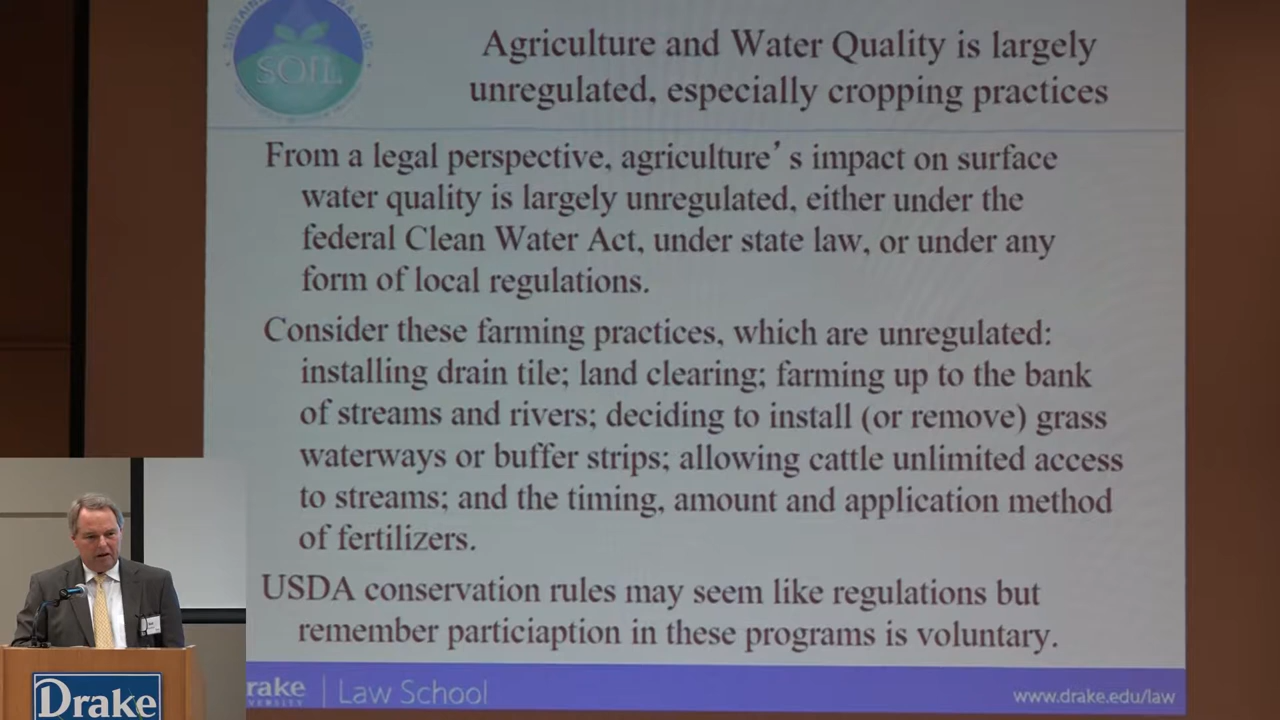 SOIL
Agriculture and Water Quality is largely
unregulated, especially cropping practices
From a legal perspective, agriculture’s impact on surface
water quality is largely unregulated, either under the
federal Clean Water Act, under state law, or under any
form of local regulations.
Consider these farming practices, which are unregulated:
installing drain tile; land clearing; farming up to the bank
of streams and rivers; deciding to install (or remove) grass
waterways or buffer strips; allowing cattle unlimited access
to streams; and the timing, amount and application method
of fertilizers.
USDA conservation rules may seem like regulations but
remember particiaption in these programs is voluntary.
rake
VERSITY
Law School
www.drake.edu/law
Drake